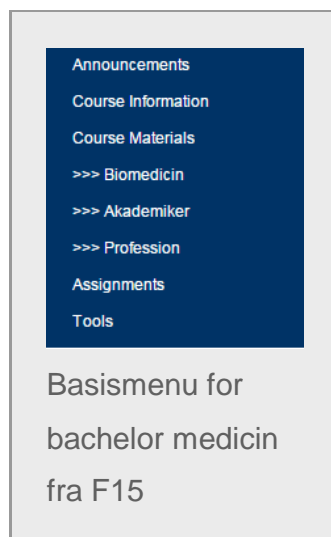 Announcements
Course Information
Course Materials
>>> Biomedicin
>>> Akademiker
>>> Profession
Assignments
Tools
Basismenu for
bachelor medicin
fra F15